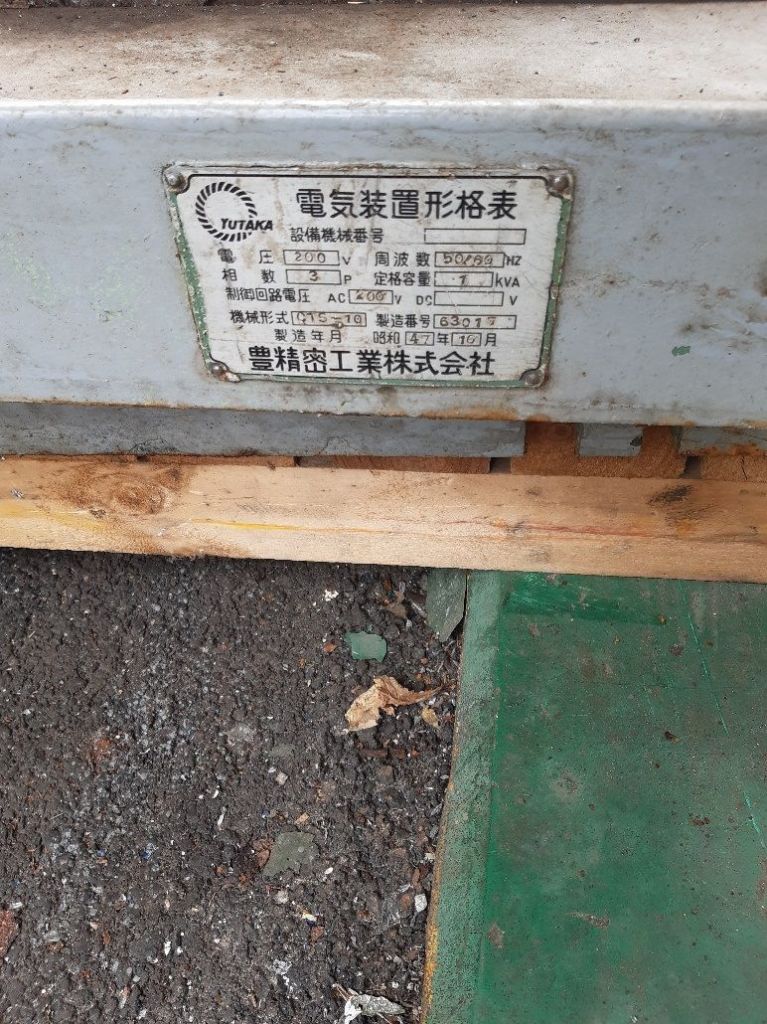 YUTAKA
電気装置形格表
設備機械番号
電圧 200 V 周波数 50/60 HZ
相数 3 P 定格容量 1 KVA
制御回路電圧 AC 200 V DC V
機械形式 C15-10 製造番号
製造年月 昭和 47 年 10 月
豊精密工業株式会社